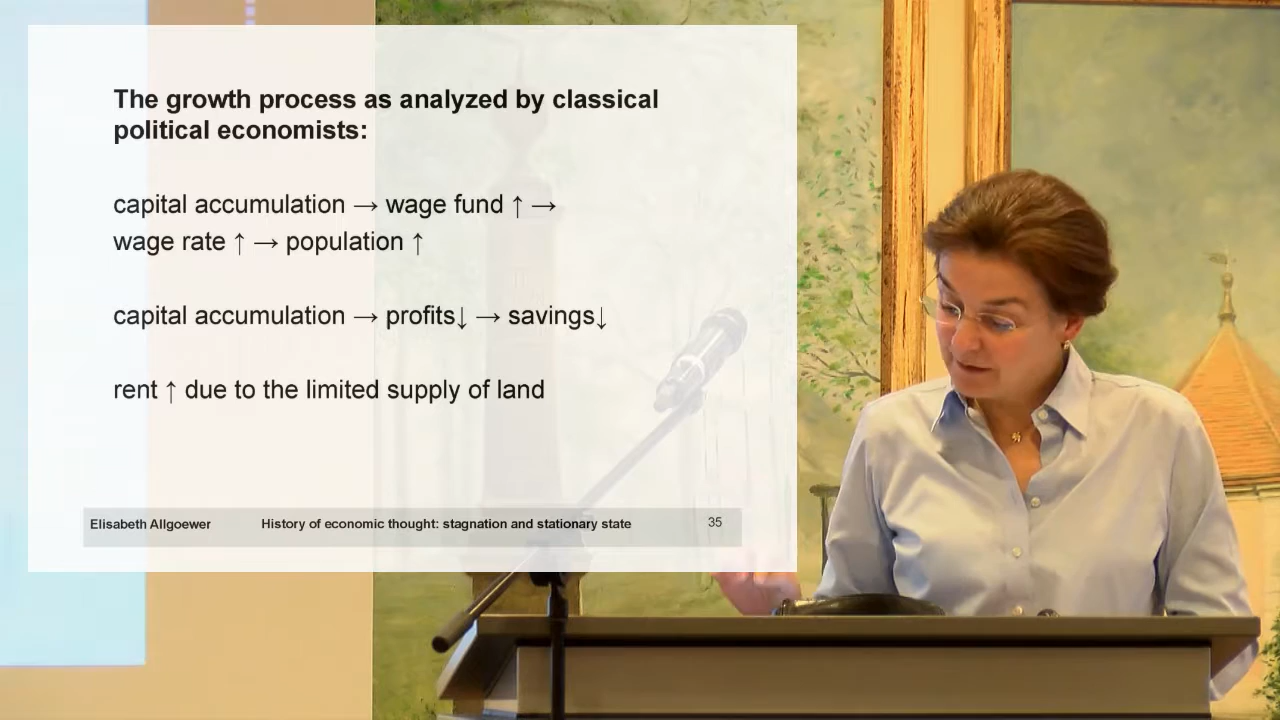 The growth process as analyzed by classical
political economists:
capital accumulation → wage fund ↑ →
wage rate ↑ → population ↑
capital accumulation → profits↓ → savings↓
rent ↑ due to the limited supply of land
Elisabeth Allgoewer History of economic thought: stagnation and stationary state 35